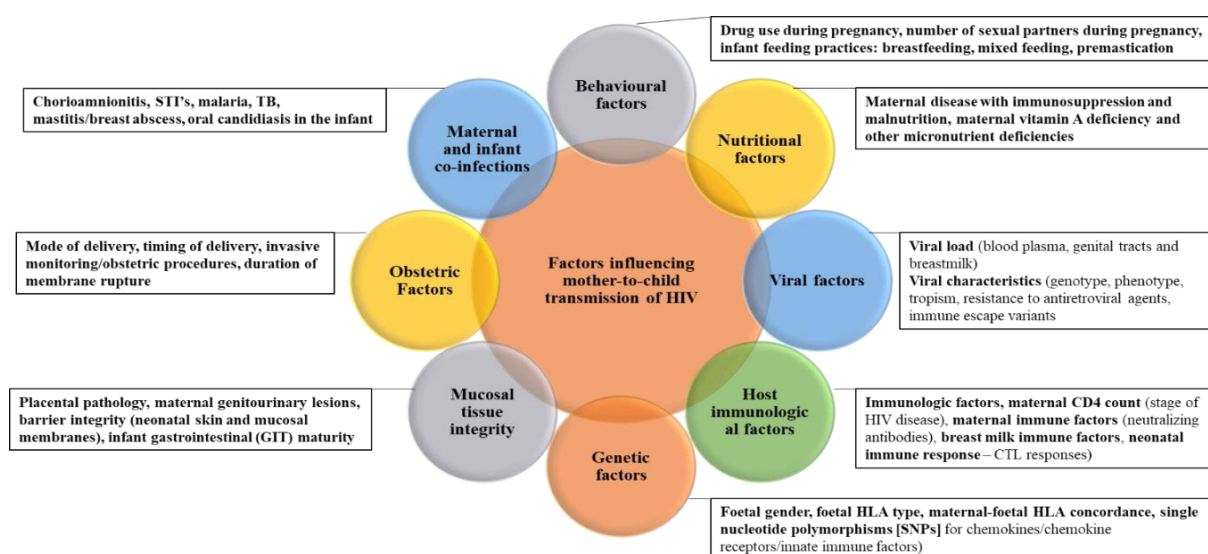 Drug use during pregnancy, number of sexual partners during pregnancy,
infant feeding practices: breastfeeding, mixed feeding, premastication
Behavioural
factors
Chorioamnionitis, STI's, malaria, TB,
mastitis/breast abscess, oral candidiasis in the infant
Maternal
and infant
co-infections
Nutritional
factors
Maternal disease with immunosuppression and
malnutrition, maternal vitamin A deficiency and
other micronutrient deficiencies
Mode of delivery, timing of delivery, invasive
monitoring/obstetric procedures, duration of
membrane rupture
Obstetric
Factors
Factors influencing
mother-to-child
transmission of HIV
Viral factors
Viral load (blood plasma, genital tracts and
breastmilk)
Viral characteristics (genotype, phenotype,
tropism, resistance to antiretroviral agents,
immune escape variants
Placental pathology, maternal genitourinary lesions,
barrier integrity (neonatal skin and mucosal
membranes), infant gastrointestinal (GIT) maturity
Mucosal
tissue
integrity
Host
immunologic
al factors
Immunologic factors, maternal CD4 count (stage of
HIV disease), maternal immune factors (neutralizing
antibodies), breast milk immune factors, neonatal
immune response – CTL responses)
Genetic
factors
Foetal gender, foetal HLA type, maternal-foetal HLA concordance, single
nucleotide polymorphisms [SNPs] for chemokines/chemokine
receptors/innate immune factors)